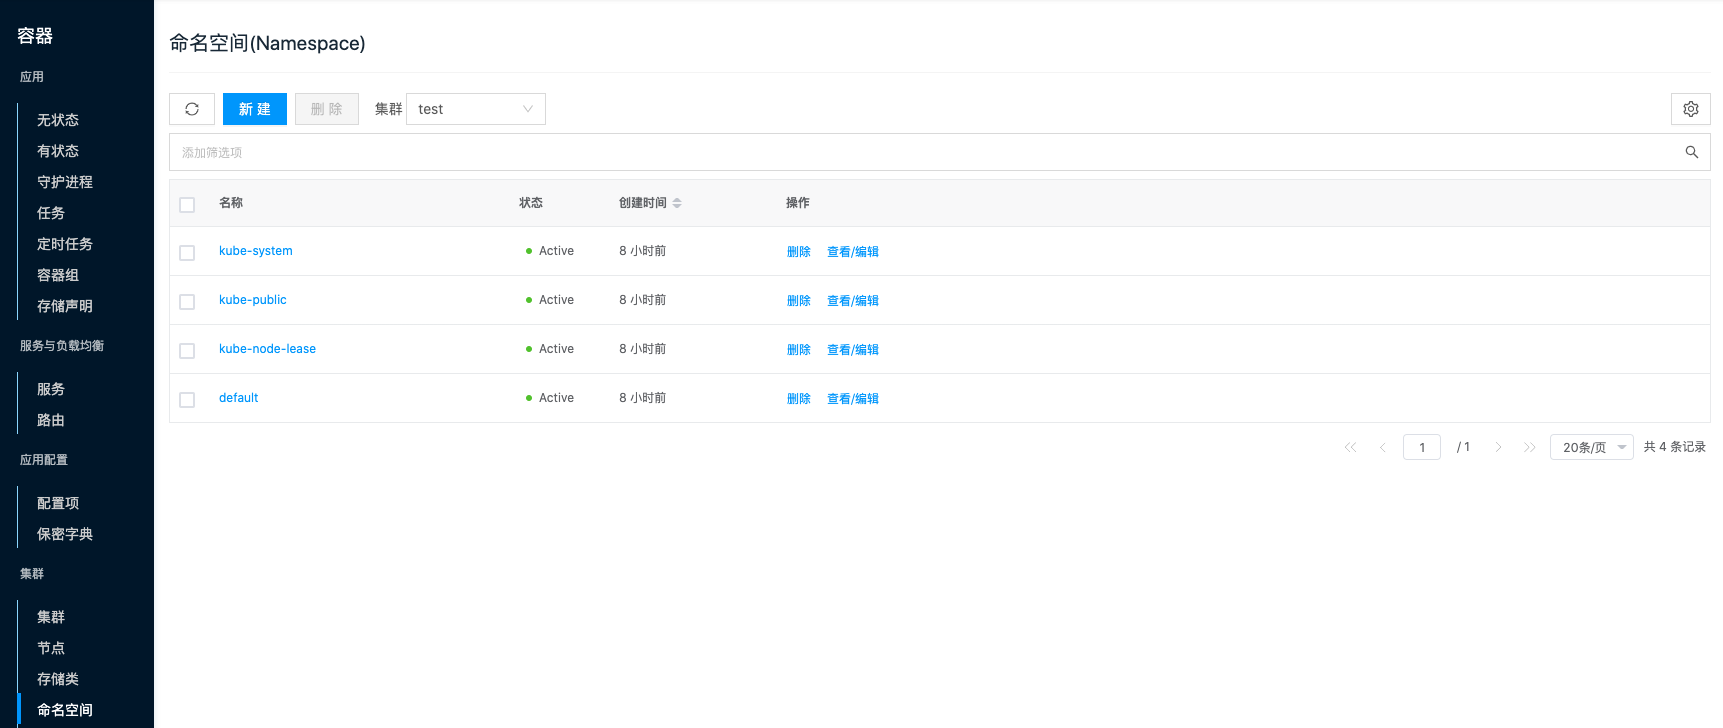 容器
应用
无状态
有状态
守护进程
任务
定时任务
容器组
存储声明
服务与负载均衡
服务
路由
应用配置
配置项
保密字典
集群
集群
节点
存储类
命名空间
命名空间(Namespace)
新 建 删 除 集群 test
添加筛选项
名称 状态 创建时间 操作
kube-system Active 8 小时前 删除 查看/编辑
kube-public Active 8 小时前 删除 查看/编辑
kube-node-lease Active 8 小时前 删除 查看/编辑
default Active 8 小时前 删除 查看/编辑
1 / 1 20条/页 共 4 条记录